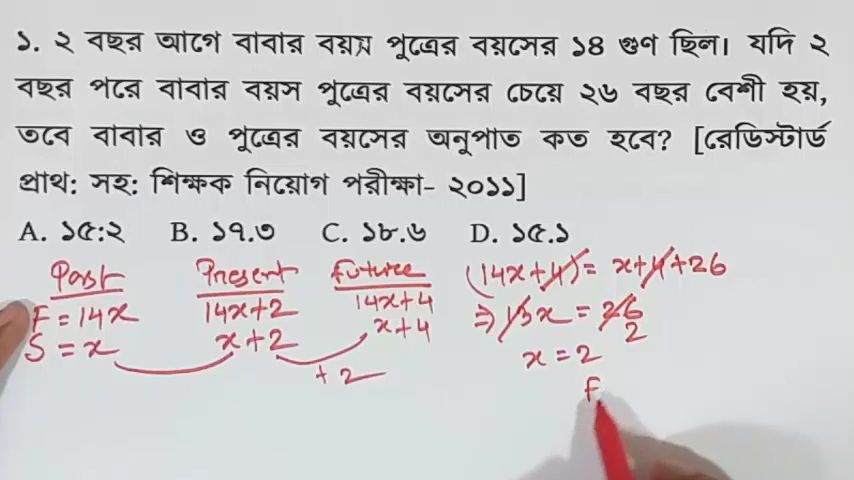 ১. ২ বছর আগে বাবার বয়স পুত্রের বয়সের ১৪ গুণ ছিল। যদি ২
বছর পরে বাবার বয়স পুত্রের বয়সের চেয়ে ২৬ বছর বেশী হয়,
তবে বাবার ও পুত্রের বয়সের অনুপাত কত হবে? [রেডিস্টার্ড
প্রাথ: সহ: শিক্ষক নিয়োগ পরীক্ষা- ২০১১]
A. ১৫:২ B. ১৭.৩ C. ১৮.৬ D. ১৫.১
Past Present Future (14x+4) = x+4+26
F = 14x 14x+2 14x+4 ⇒ 13x = 26
S = x x+2 x+4 2
x = 2
+2
F